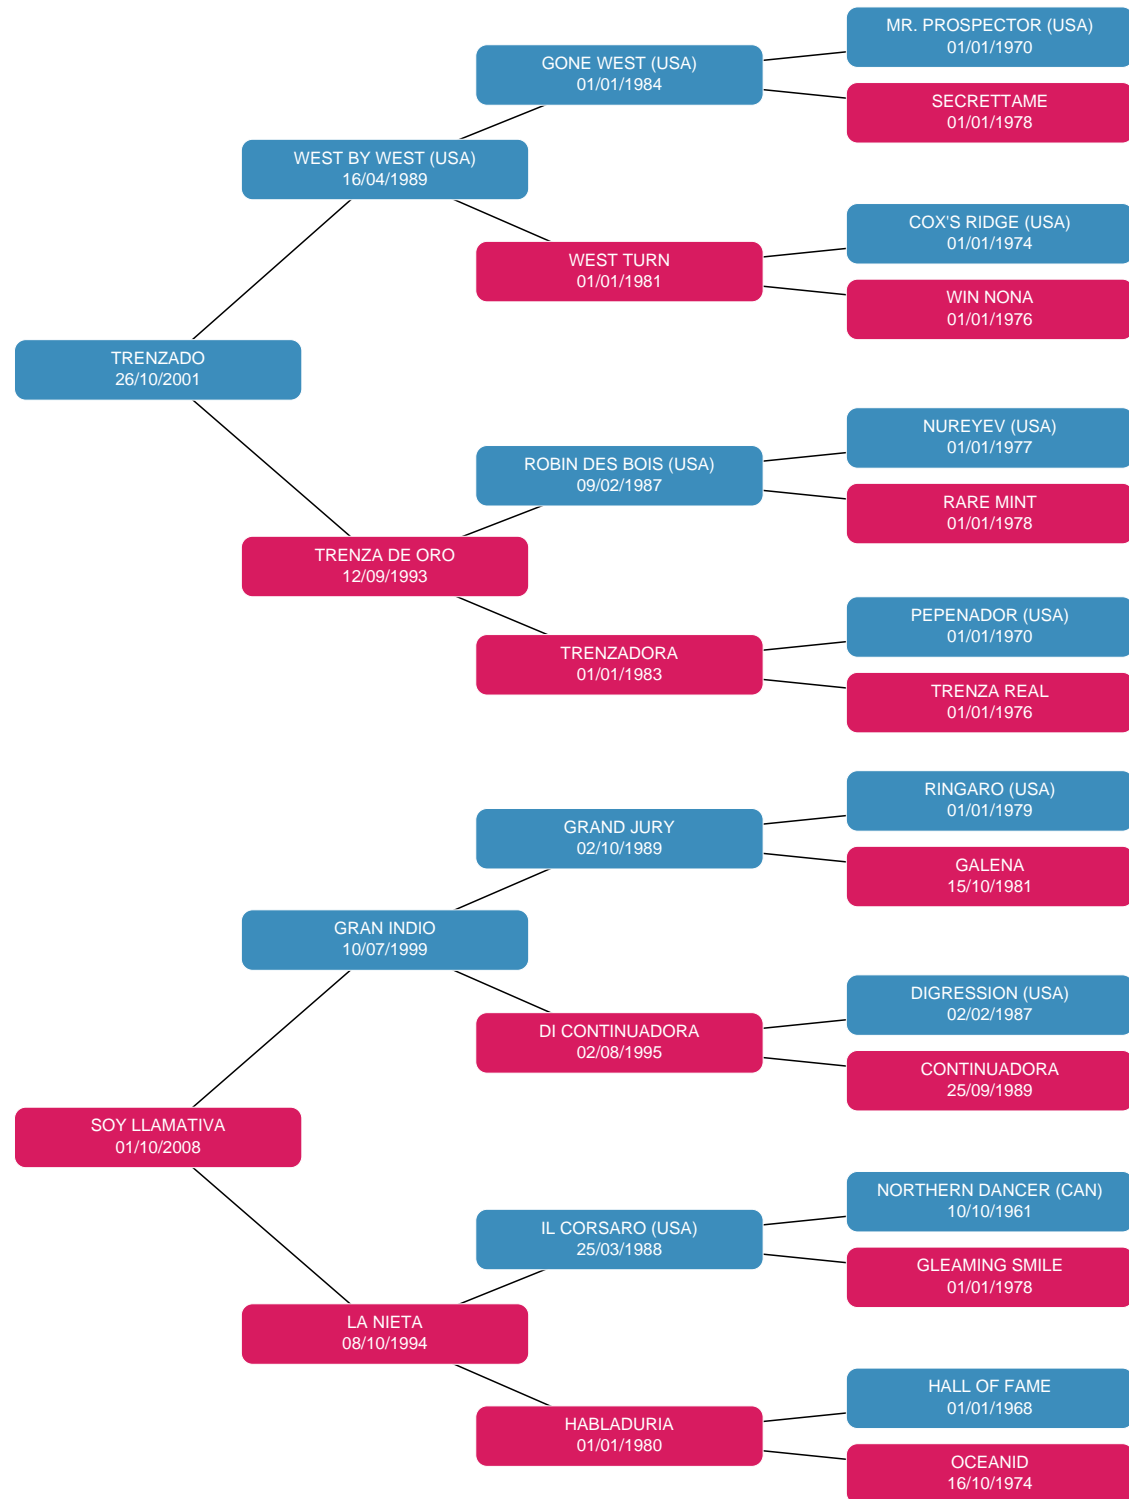 MR. PROSPECTOR (USA)
01/01/1970
GONE WEST (USA)
01/01/1984
SECRETTAME
01/01/1978
WEST BY WEST (USA)
16/04/1989
COX'S RIDGE (USA)
01/01/1974
WEST TURN
01/01/1981
WIN NONA
01/01/1976
TRENZADO
26/10/2001
NUREYEV (USA)
01/01/1977
ROBIN DES BOIS (USA)
09/02/1987
RARE MINT
01/01/1978
TRENZA DE ORO
12/09/1993
PEPENADOR (USA)
01/01/1970
TRENZADORA
01/01/1983
TRENZA REAL
01/01/1976
RINGARO (USA)
01/01/1979
GRAND JURY
02/10/1989
GALENA
15/10/1981
GRAN INDIO
10/07/1999
DIGRESSION (USA)
02/02/1987
DI CONTINUADORA
02/08/1995
CONTINUADORA
25/09/1989
SOY LLAMATIVA
01/10/2008
NORTHERN DANCER (CAN)
10/10/1961
IL CORSARO (USA)
25/03/1988
GLEAMING SMILE
01/01/1978
LA NIETA
08/10/1994
HALL OF FAME
01/01/1968
HABLADURIA
01/01/1980
OCEANID
16/10/1974